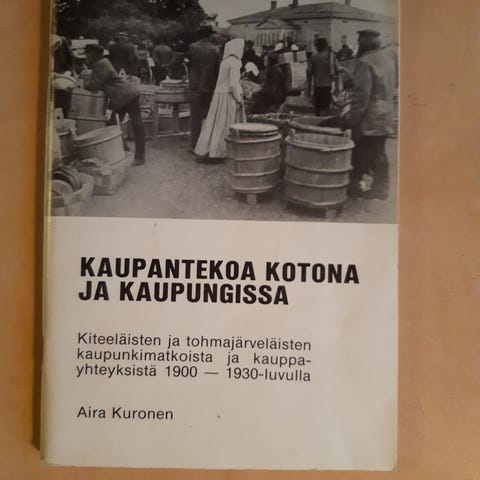 KAUPANTEKOA KOTONA
JA KAUPUNGISSA
Kiteeläisten ja tohmajärveläisten
kaupunkimatkoista ja kauppa-
yhteyksistä 1900 — 1930-luvulla
Aira Kuronen